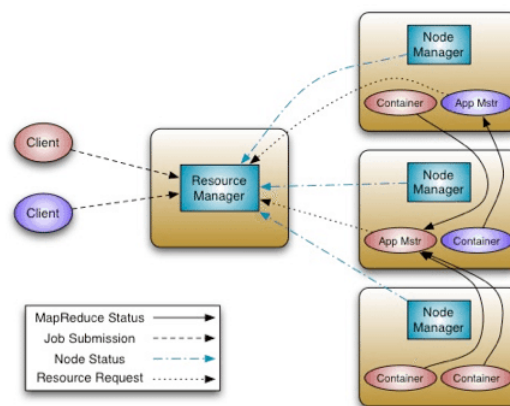 Node
Manager
Container
App Mstr
Client
Resource
Manager
Client
Node
Manager
App Mstr
Container
Node
Manager
Container
Container
MapReduce Status
Job Submission
Node Status
Resource Request